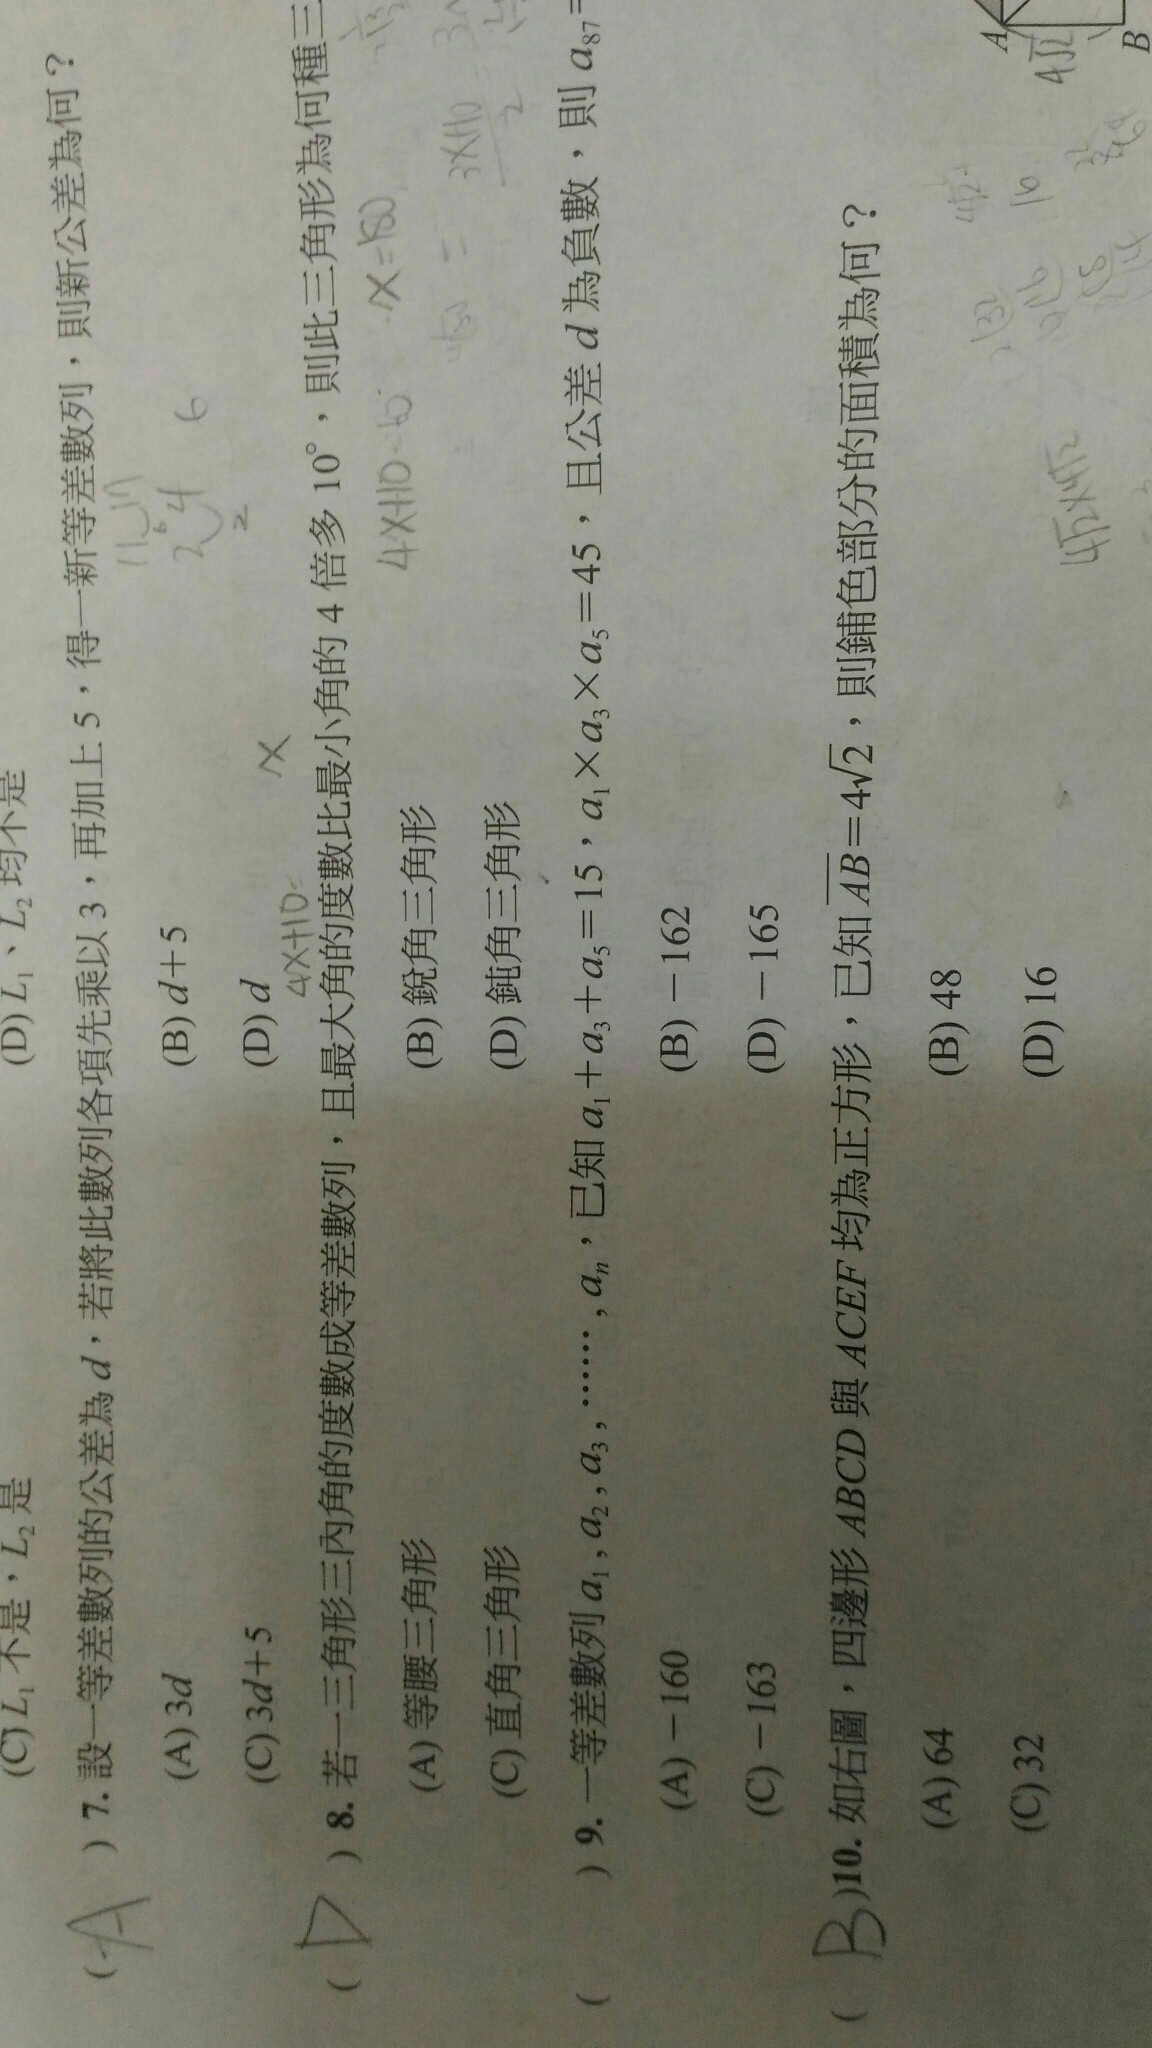 (C) L₁ 不是，L₂ 是 (D) L₁、L₂ 均不是
( A ) 7. 設一等差數列的公差為 d，若將此數列各項先乘以 3，再加上 5，得一新等差數列，則新公差為何？
(A) 3d (B) d+5
(C) 3d+5 (D) d
4x+10 x
( D ) 8. 若一三角形三內角的度數成等差數列，且最大角的度數比最小角的 4 倍多 10°，則此三角形為何種三
(A) 等腰三角形 (B) 銳角三角形
(C) 直角三角形 (D) 鈍角三角形
( ) 9. 一等差數列 a₁, a₂, a₃, ……, aₙ，已知 a₁+a₃+a₅=15，a₁×a₃×a₅=45，且公差 d 為負數，則 a₈₇=
(A) −160 (B) −162
(C) −163 (D) −165
( B )10. 如右圖，四邊形 ABCD 與 ACEF 均為正方形，已知 AB=4√2，則鋪色部分的面積為何？
(A) 64 (B) 48
(C) 32 (D) 16
4√2×4√2
A
4√2
B